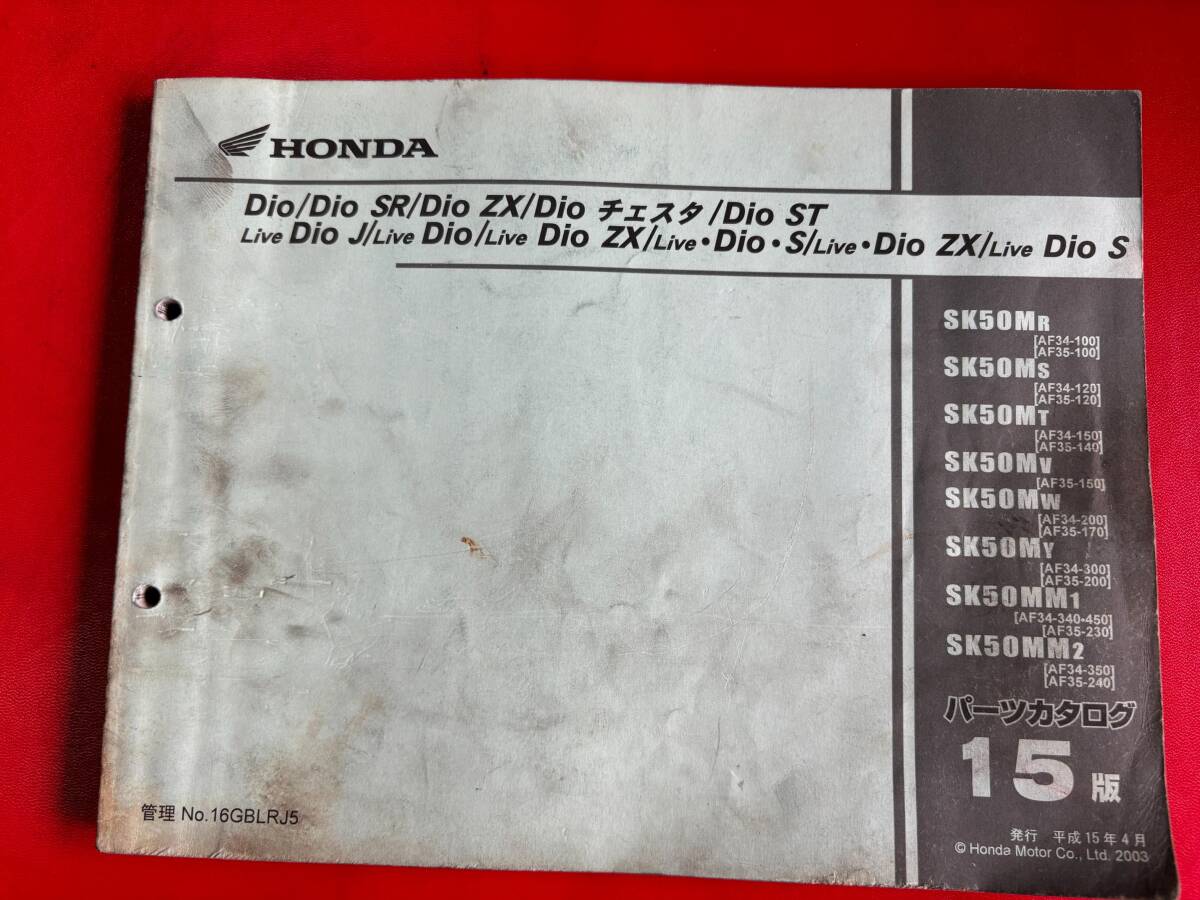 HONDA
Dio/Dio SR/Dio ZX/Dio チェスタ/Dio ST
Live Dio J/Live Dio/Live Dio ZX/Live・Dio・S/Live・Dio ZX/Live Dio S
SK50MR
[AF34-100]
[AF35-100]
SK50MS
[AF34-120]
[AF35-120]
SK50MT
[AF34-150]
[AF35-140]
SK50MV
[AF35-150]
SK50MW
[AF34-200]
[AF35-170]
SK50MY
[AF34-300]
[AF35-200]
SK50MM1
[AF34-340・450]
[AF35-230]
SK50MM2
[AF34-350]
[AF35-240]
パーツカタログ
15版
管理 No.16GBLRJ5
発行 平成15年4月
© Honda Motor Co., Ltd. 2003